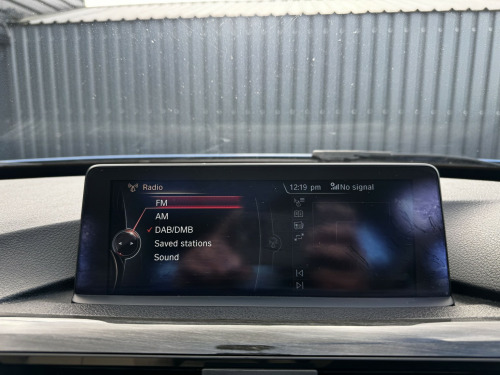 Radio
12:19 pm
No signal
FM
AM
DAB/DMB
Saved stations
Sound